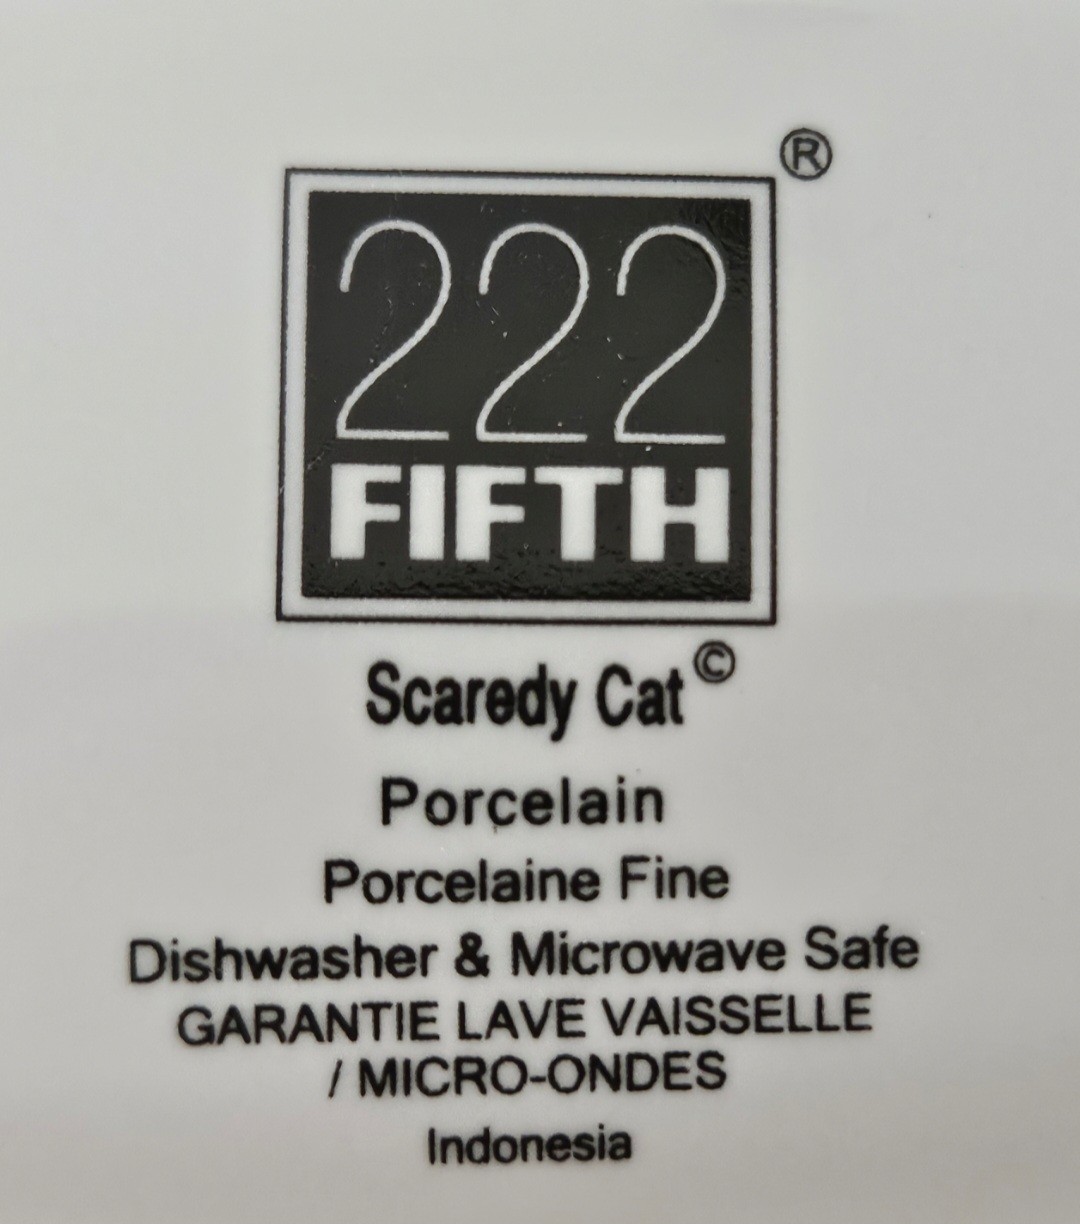 ®
222
FIFTH
Scaredy Cat©
Porcelain
Porcelaine Fine
Dishwasher & Microwave Safe
GARANTIE LAVE VAISSELLE
/ MICRO-ONDES
Indonesia